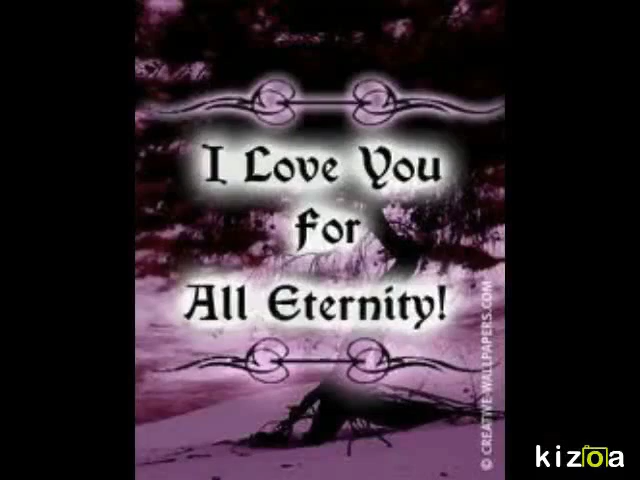 I Love You
For
All Eternity!
© CREATIVE-WALLPAPERS.COM
kizoa